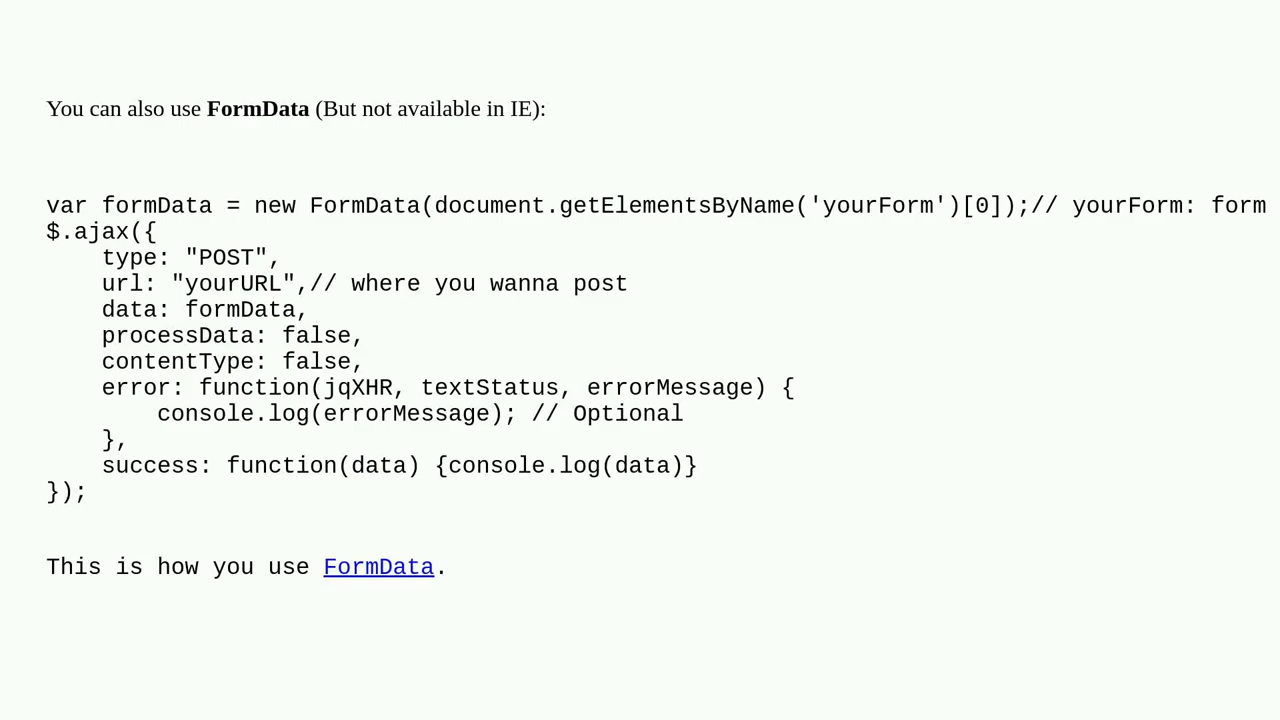 You can also use FormData (But not available in IE):
var formData = new FormData(document.getElementsByName('yourForm')[0]);// yourForm: form
$.ajax({
    type: "POST",
    url: "yourURL",// where you wanna post
    data: formData,
    processData: false,
    contentType: false,
    error: function(jqXHR, textStatus, errorMessage) {
        console.log(errorMessage); // Optional
    },
    success: function(data) {console.log(data)}
});
This is how you use FormData.